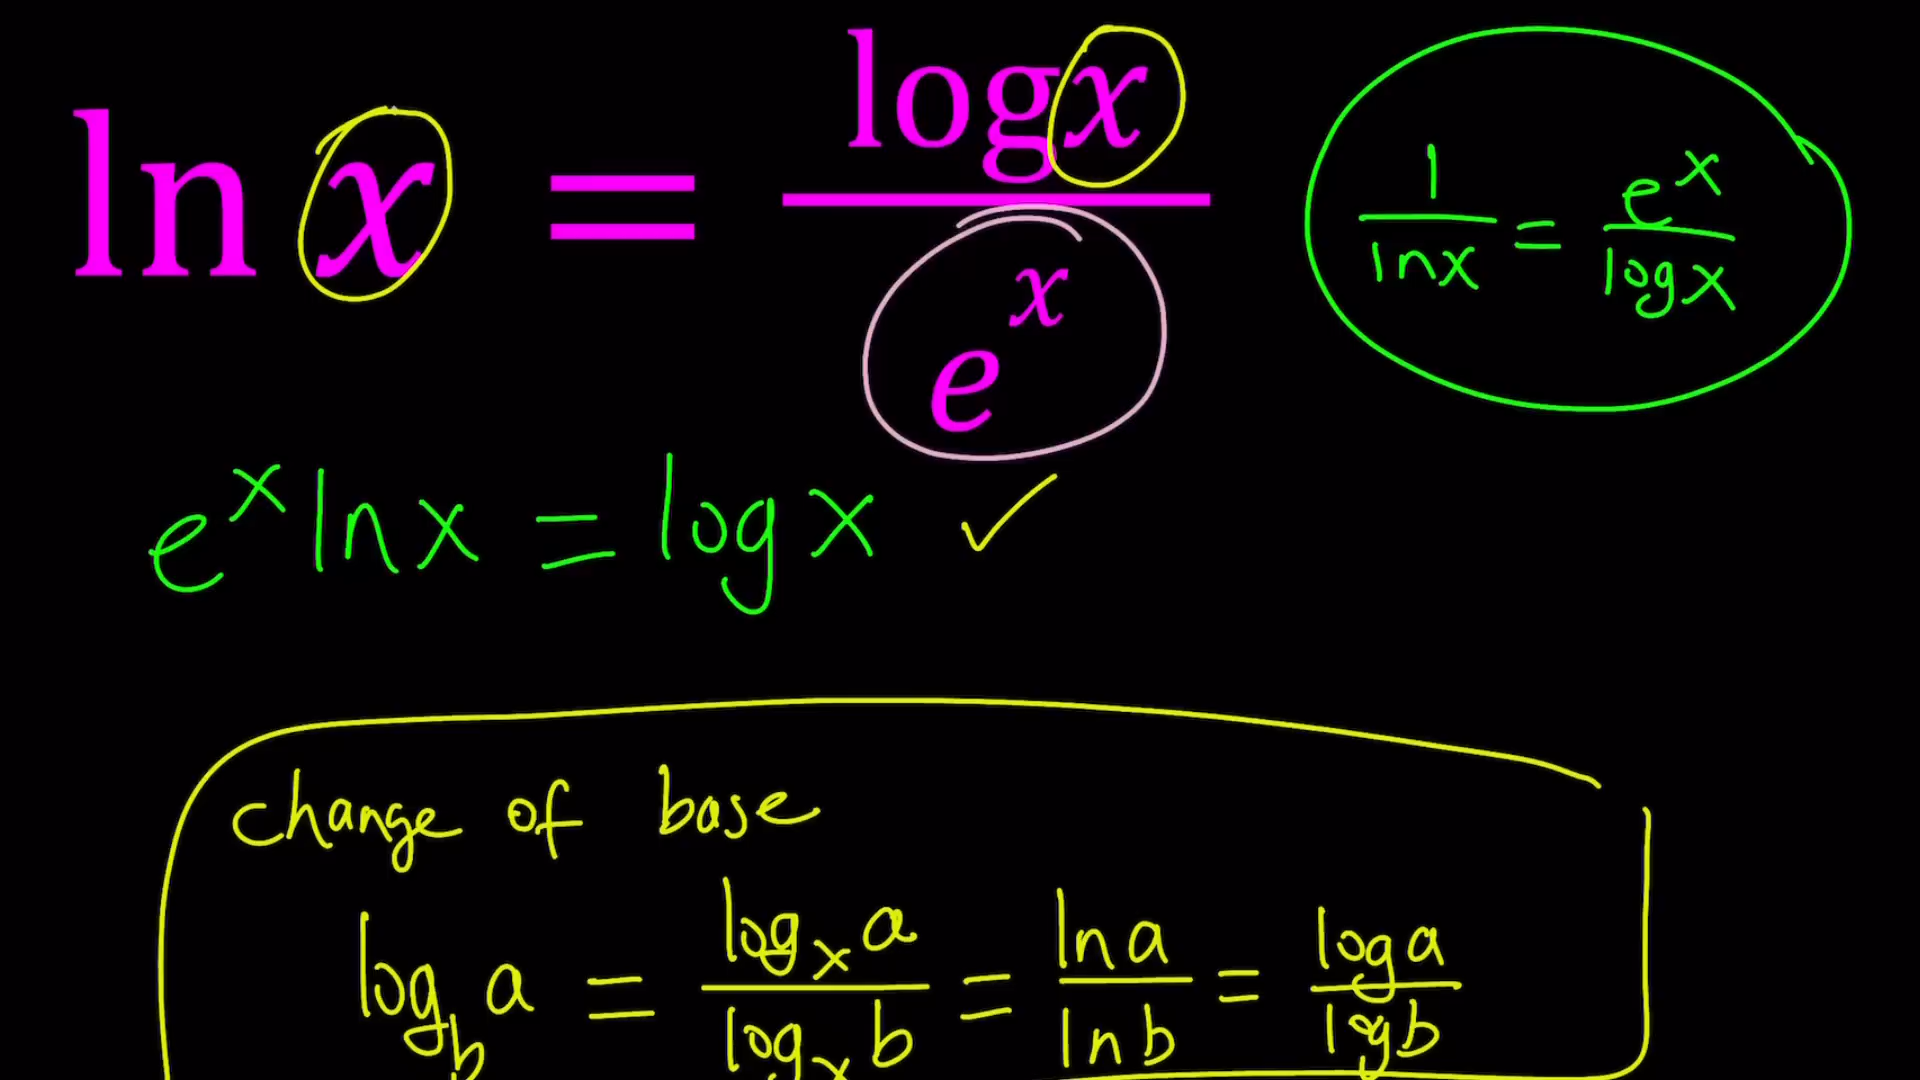 ln x = log x / e^x
1 / ln x = e^x / log x
e^x ln x = log x ✓
change of base
log_b a = log_x a / log_x b = ln a / ln b = log a / log b